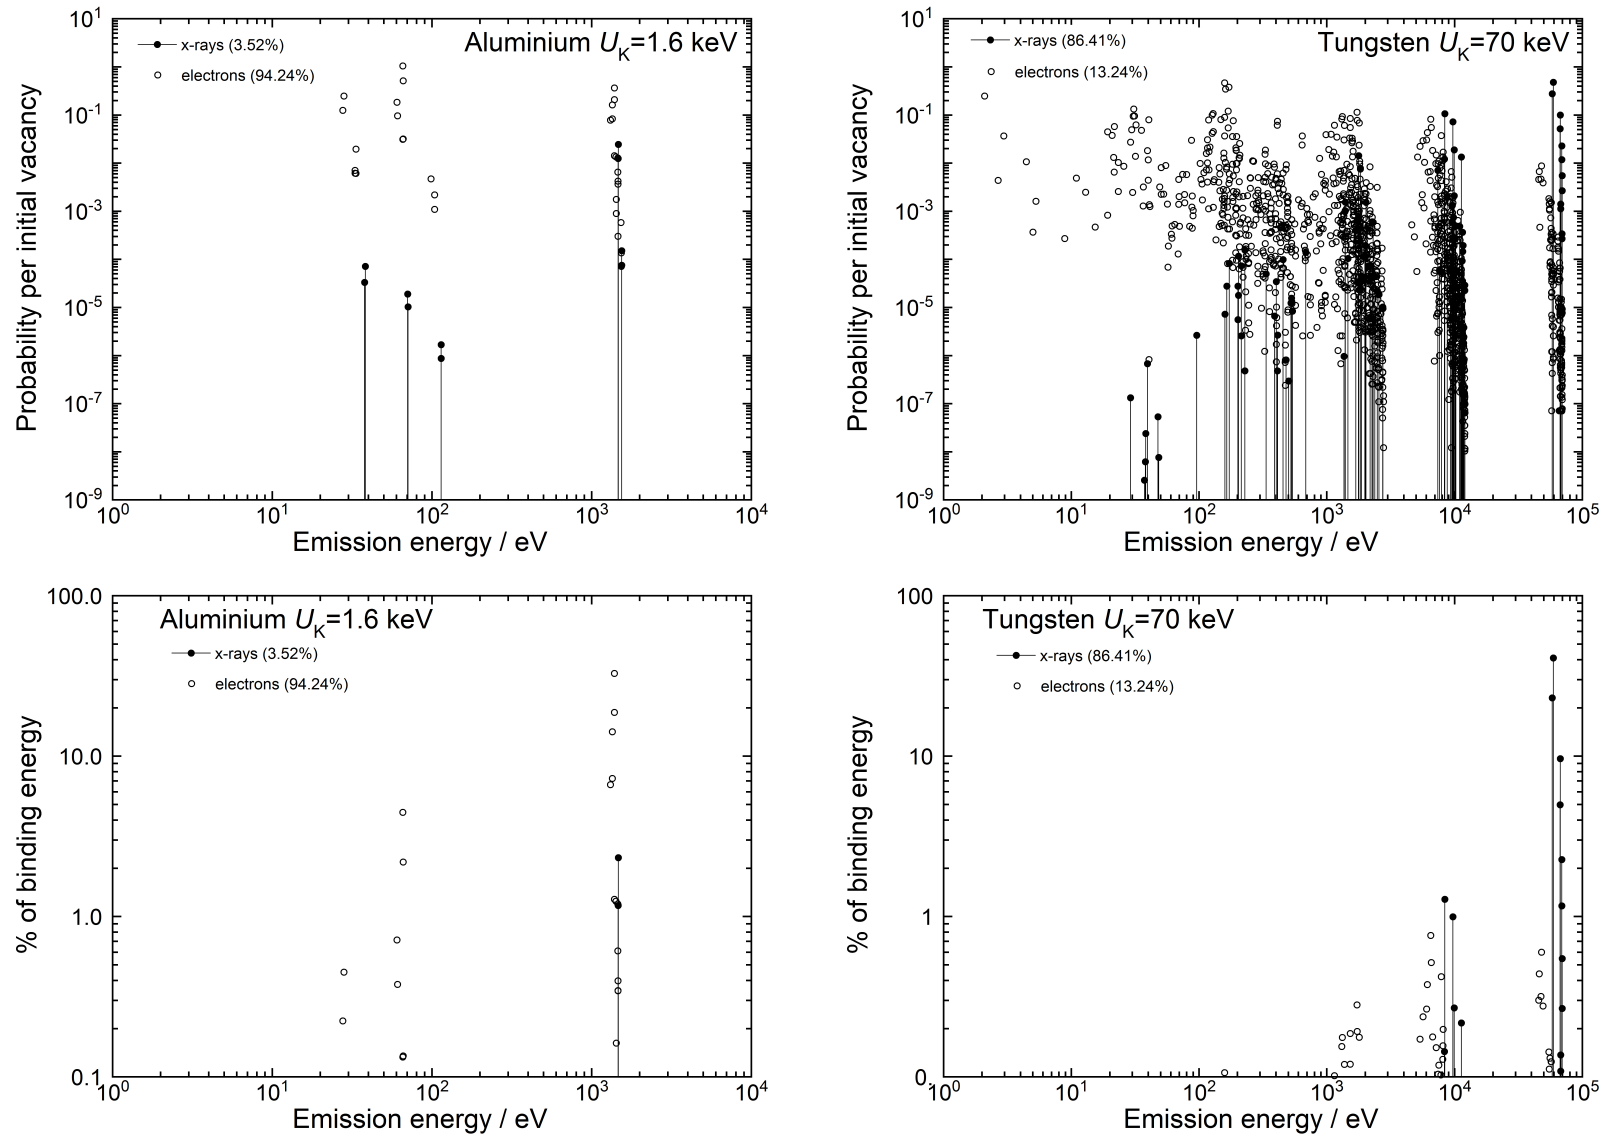 Aluminium U_K=1.6 keV
x-rays (3.52%)
electrons (94.24%)
10^1
10^-1
10^-3
10^-5
10^-7
10^-9
Probability per initial vacancy
10^0 10^1 10^2 10^3 10^4
Emission energy / eV
Tungsten U_K=70 keV
x-rays (86.41%)
electrons (13.24%)
10^1
10^-1
10^-3
10^-5
10^-7
10^-9
Probability per initial vacancy
10^0 10^1 10^2 10^3 10^4 10^5
Emission energy / eV
Aluminium U_K=1.6 keV
x-rays (3.52%)
electrons (94.24%)
100.0
10.0
1.0
0.1
% of binding energy
10^0 10^1 10^2 10^3 10^4
Emission energy / eV
Tungsten U_K=70 keV
x-rays (86.41%)
electrons (13.24%)
100
10
1
0
% of binding energy
10^0 10^1 10^2 10^3 10^4 10^5
Emission energy / eV